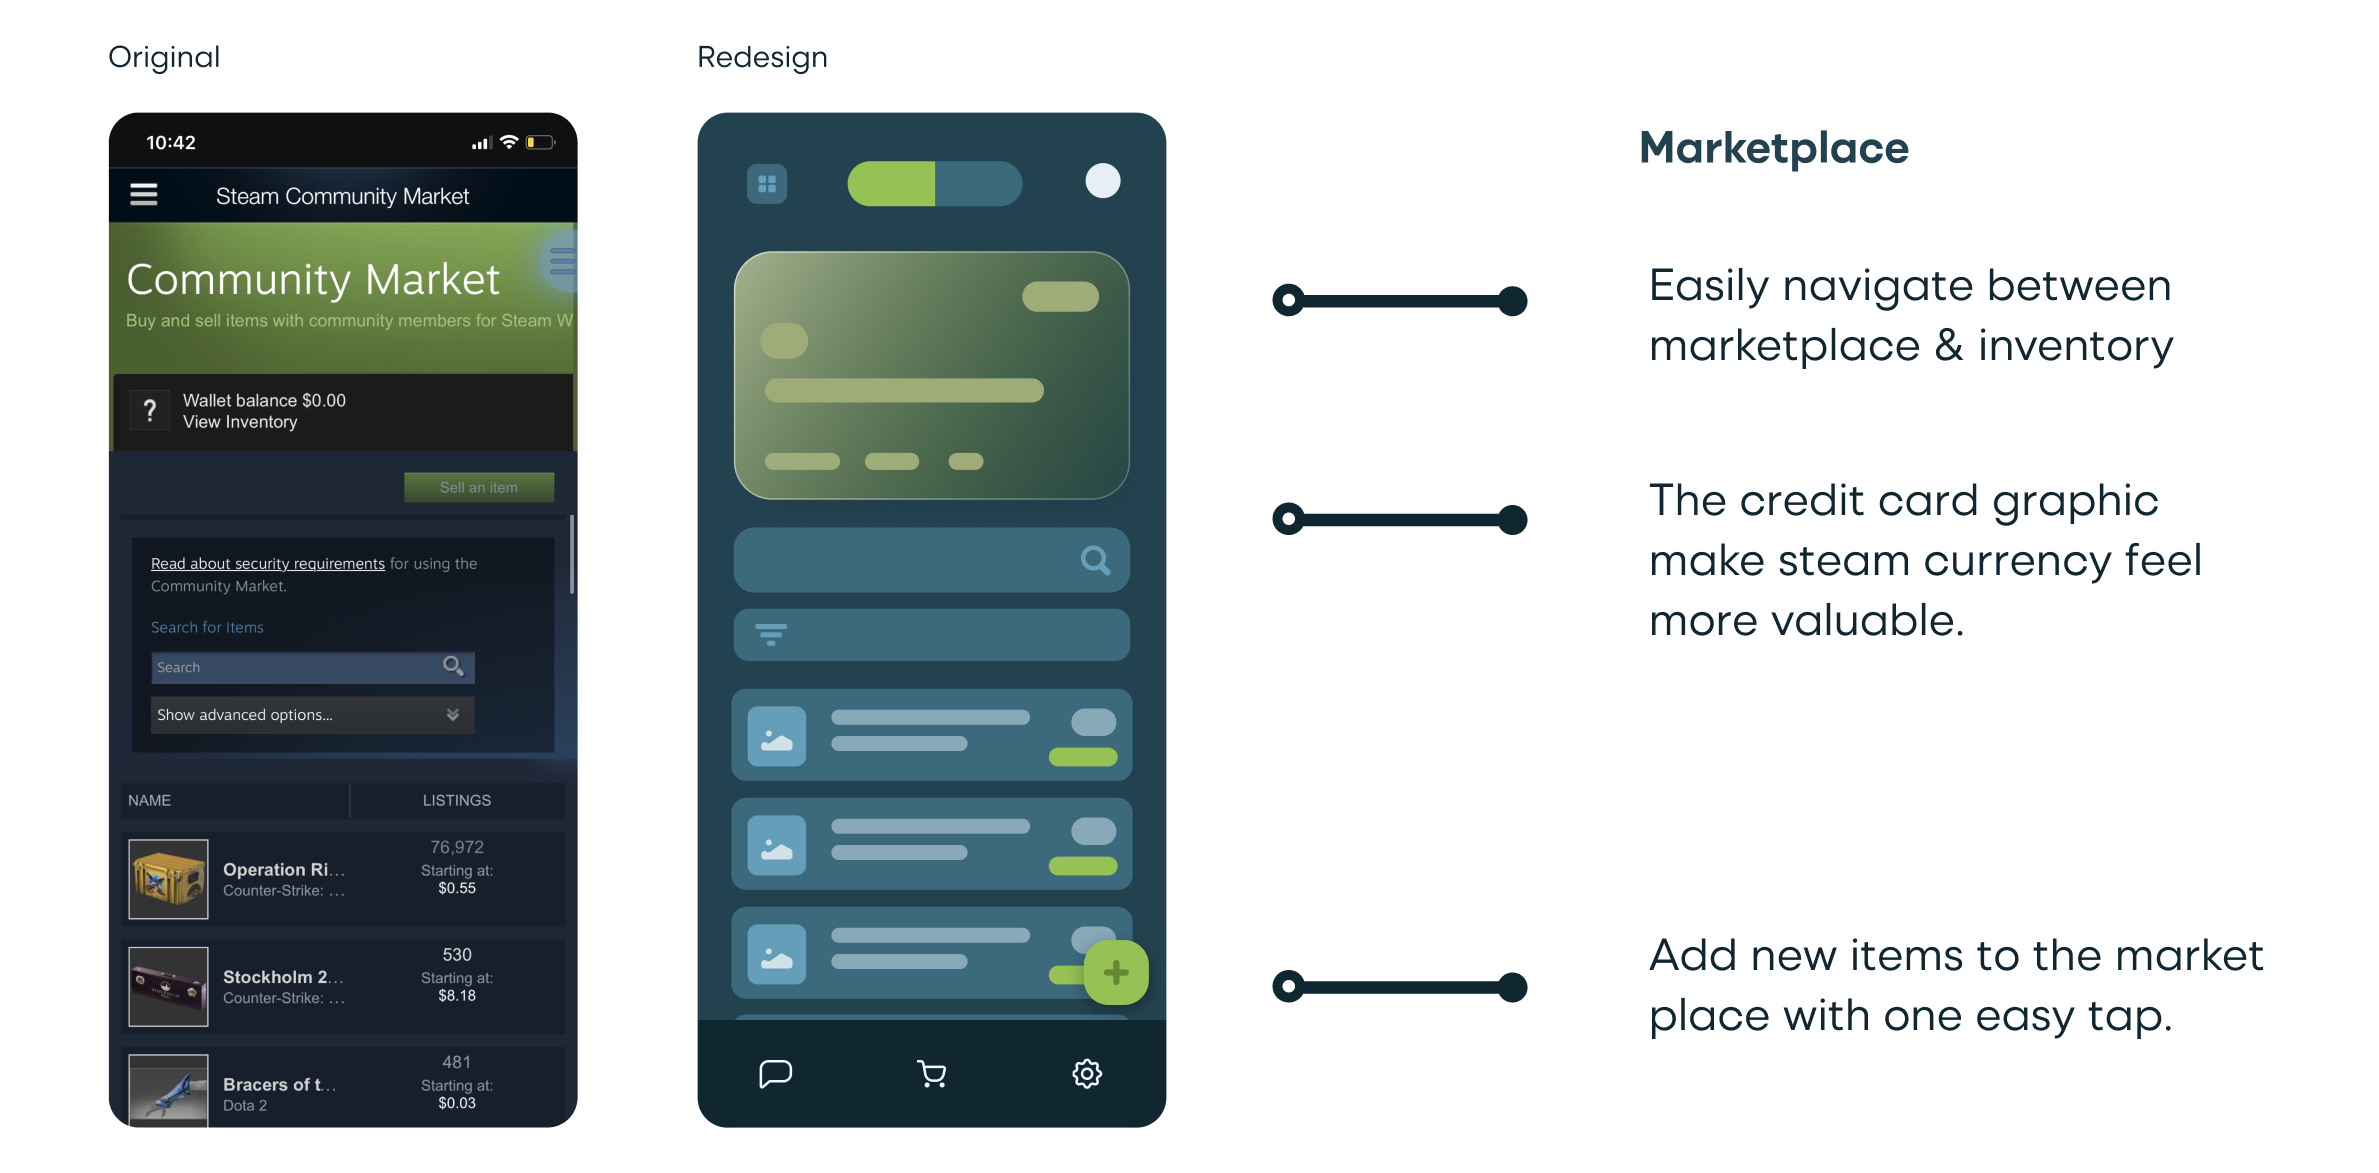 Original
Redesign
10:42
Steam Community Market
Community Market
Buy and sell items with community members for Steam W
?
Wallet balance $0.00
View Inventory
Sell an item
Read about security requirements for using the
Community Market.
Search for Items
Search
Show advanced options...
NAME
LISTINGS
76,972
Operation Ri...
Starting at:
Counter-Strike: ...
$0.55
530
Stockholm 2...
Starting at:
Counter-Strike: ...
$8.18
481
Bracers of t...
Starting at:
Dota 2
$0.03
Marketplace
Easily navigate between
marketplace & inventory
The credit card graphic
make steam currency feel
more valuable.
Add new items to the market
place with one easy tap.